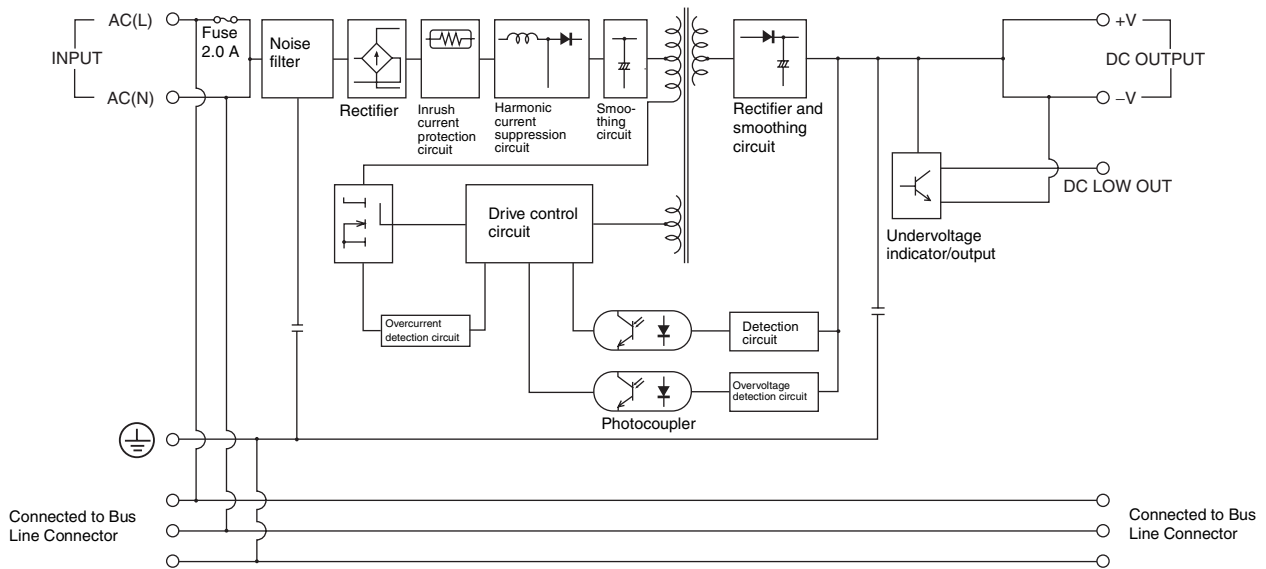 AC(L)
INPUT
AC(N)
Fuse
2.0 A
Noise
filter
Rectifier
Inrush
current
protection
circuit
Harmonic
current
suppression
circuit
Smoo-
thing
circuit
Rectifier and
smoothing
circuit
+V
DC OUTPUT
–V
DC LOW OUT
Undervoltage
indicator/output
Drive control
circuit
Overcurrent
detection circuit
Detection
circuit
Overvoltage
detection circuit
Photocoupler
Connected to Bus
Line Connector
Connected to Bus
Line Connector